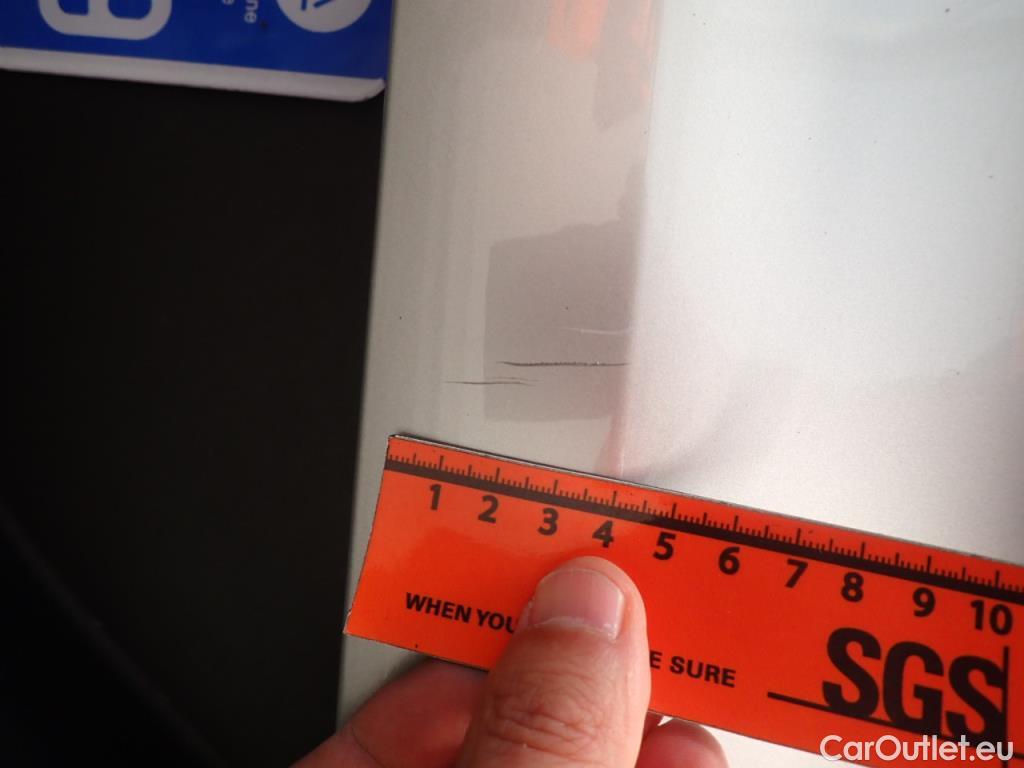 1 2 3 4 5 6 7 8 9 10
WHEN YOU
E SURE
SGS
CarOutlet.eu